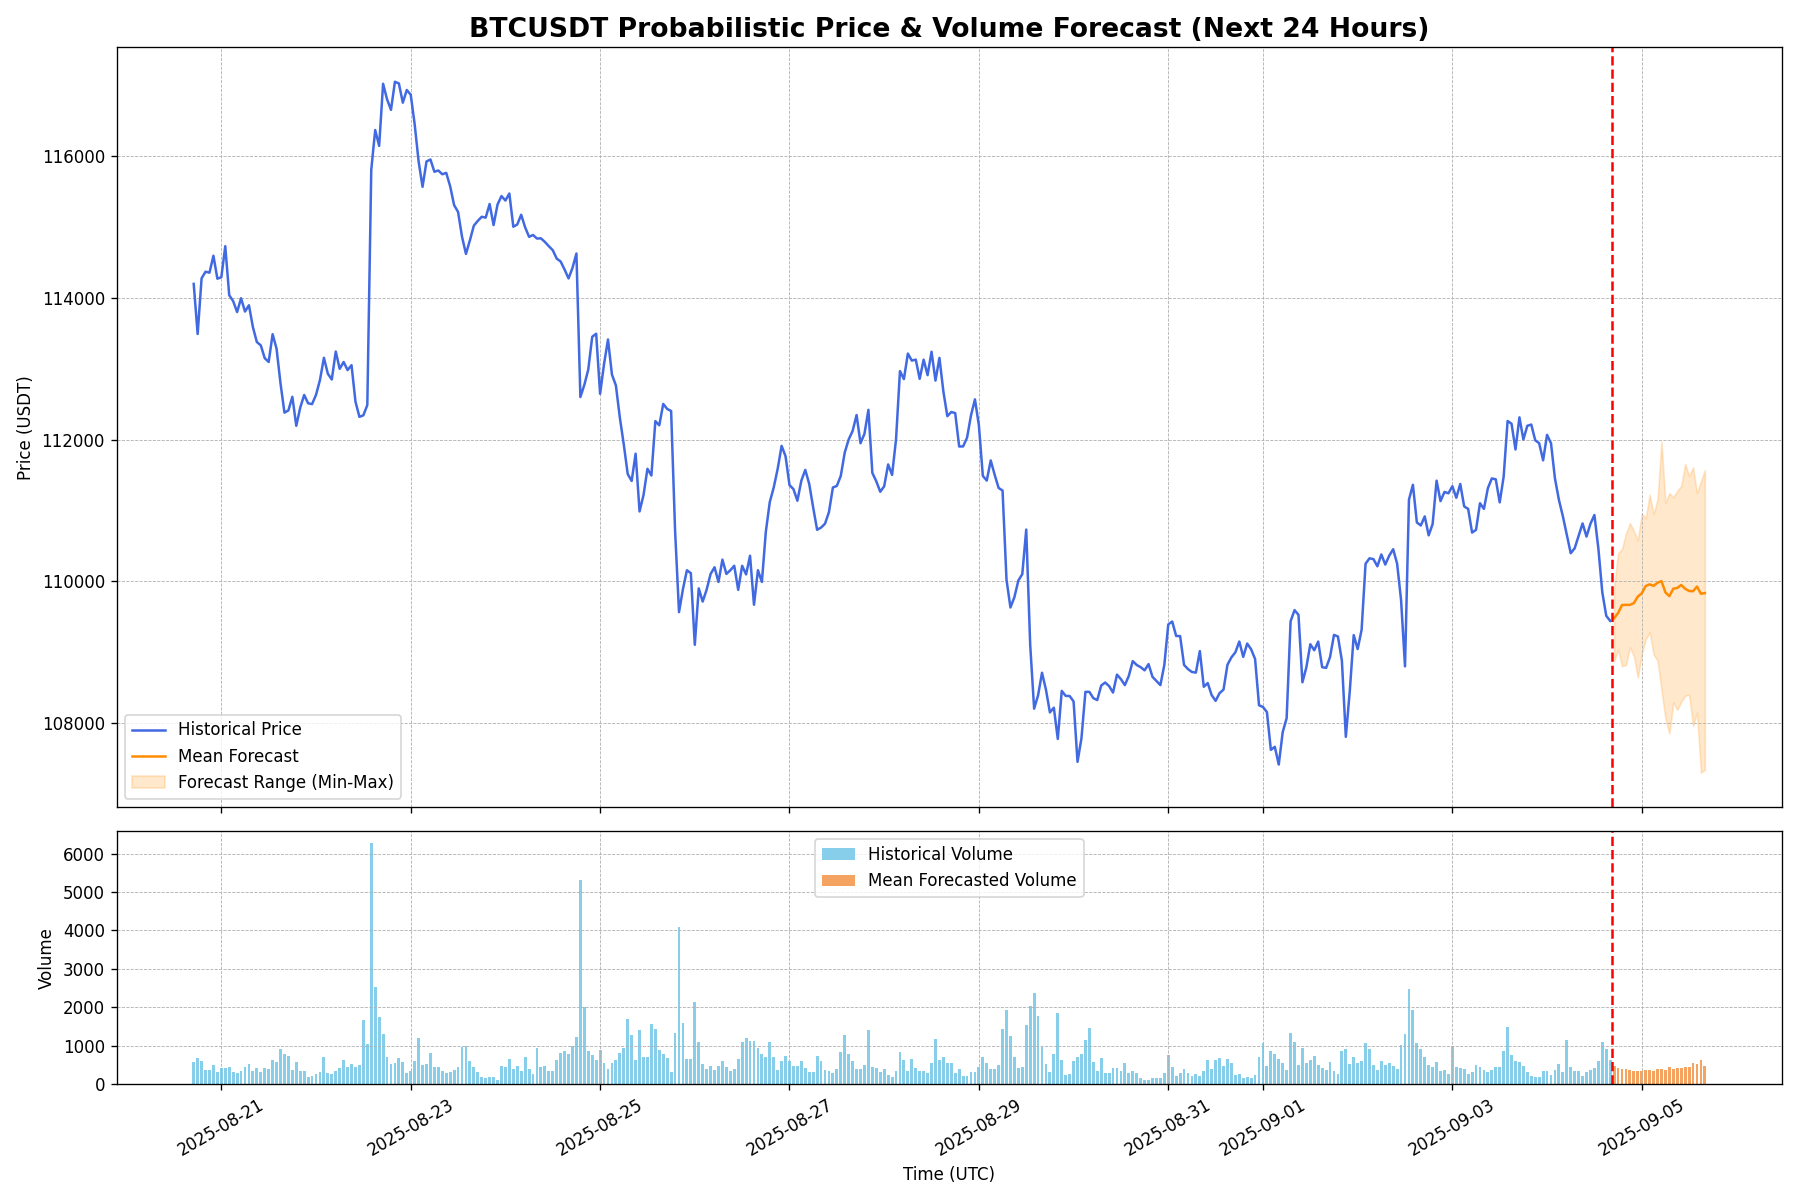 BTCUSDT Probabilistic Price & Volume Forecast (Next 24 Hours)
Price (USDT)
116000
114000
112000
110000
108000
Historical Price
Mean Forecast
Forecast Range (Min-Max)
Volume
6000
5000
4000
3000
2000
1000
0
Historical Volume
Mean Forecasted Volume
2025-08-21
2025-08-23
2025-08-25
2025-08-27
2025-08-29
2025-08-31
2025-09-01
2025-09-03
2025-09-05
Time (UTC)